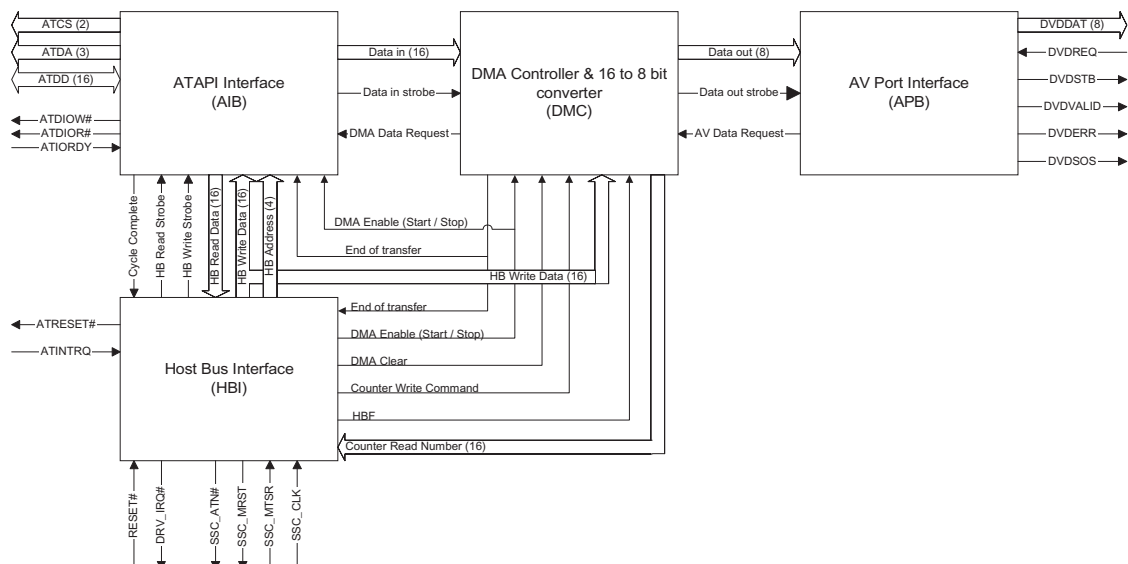 ATCS (2)
ATDA (3)
ATDD (16)
ATDIOW#
ATDIOR#
ATIORDY
ATAPI Interface
(AIB)
Data in (16)
Data in strobe
DMA Data Request
DMA Controller & 16 to 8 bit
converter
(DMC)
Data out (8)
Data out strobe
AV Data Request
AV Port Interface
(APB)
DVDDAT (8)
DVDREQ
DVDSTB
DVDVALID
DVDERR
DVDSOS
Cycle Complete
HB Read Strobe
HB Write Strobe
HB Read Data (16)
HB Write Data (16)
HB Address (4)
DMA Enable (Start / Stop)
End of transfer
HB Write Data (16)
ATRESET#
ATINTRQ
Host Bus Interface
(HBI)
End of transfer
DMA Enable (Start / Stop)
DMA Clear
Counter Write Command
HBF
Counter Read Number (16)
RESET#
DRV_IRQ#
SSC_ATN#
SSC_MRST
SSC_MTSR
SSC_CLK